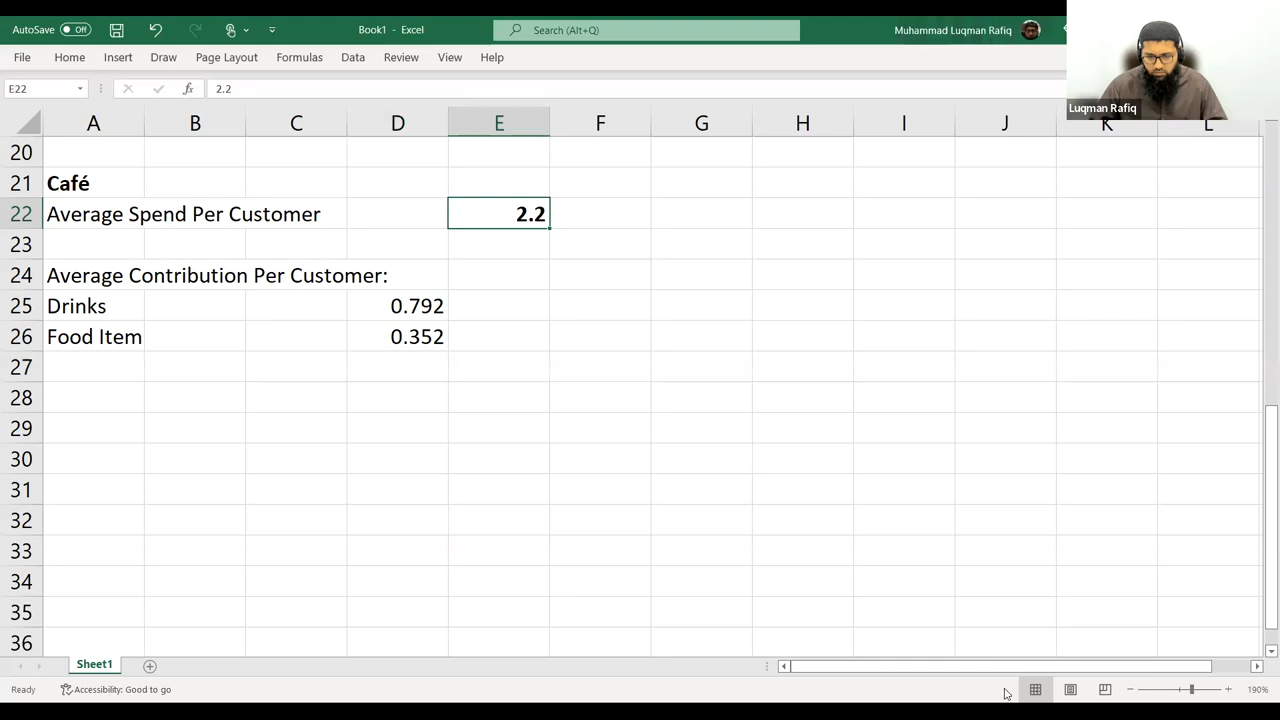 AutoSave Off Book1 - Excel Search (Alt+Q) Muhammad Luqman Rafiq
File Home Insert Draw Page Layout Formulas Data Review View Help
E22 fx 2.2
Luqman Rafiq
A B C D E F G H I J K L
20
21 Café
22 Average Spend Per Customer 2.2
23
24 Average Contribution Per Customer:
25 Drinks 0.792
26 Food Item 0.352
27
28
29
30
31
32
33
34
35
36
Sheet1
Ready Accessibility: Good to go 190%